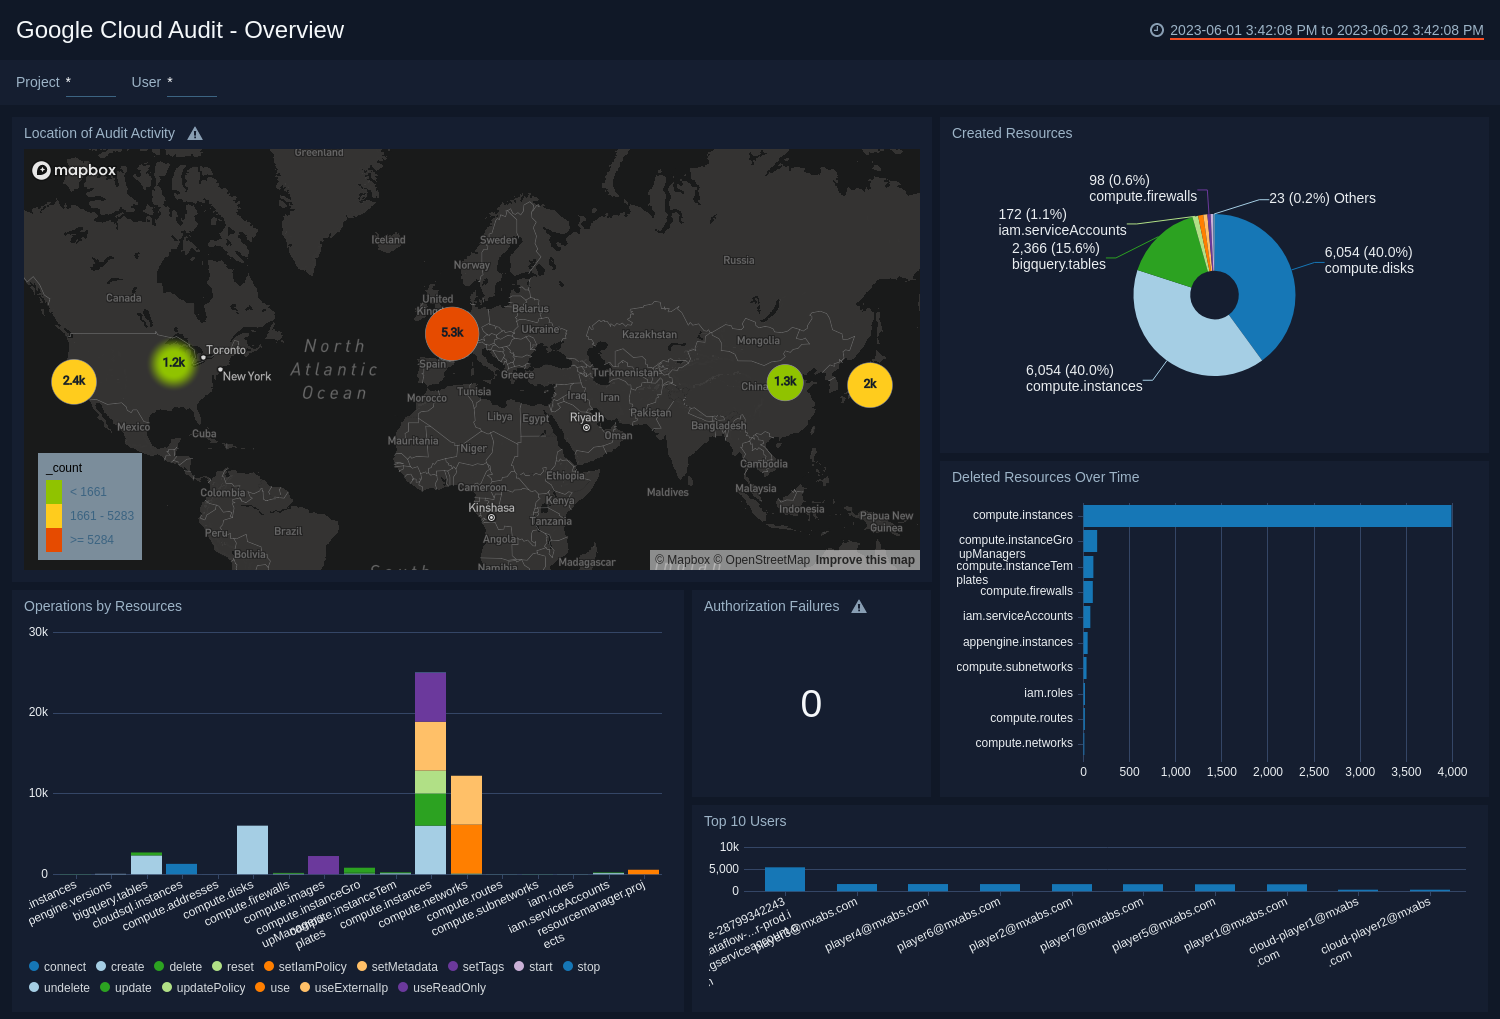 Google Cloud Audit - Overview
2023-06-01 3:42:08 PM to 2023-06-02 3:42:08 PM
Project *
User *
Location of Audit Activity
mapbox
Greenland
Iceland
Sweden
Norway
Russia
Canada
United
Belarus
Ukraine
Kazakhstan
Mongolia
5.3k
1.2k
Toronto
New York
2.4k
North
Atlantic
Ocean
Spain
Greece
Turkmenistan
China
1.3k
2k
Morocco
Tunisia
Iraq
Iran
Pakistan
Mexico
Cuba
Libya
Egypt
Riyadh
Oman
Bangladesh
Mauritania
Niger
Cambodia
Ethiopia
Cameroon
Colombia
Maldives
Malaysia
Kenya
Kinshasa
Indonesia
Tanzania
Papua New
Guinea
Peru
Brazil
Angola
Bolivia
Namibia
Madagascar
_count
< 1661
1661 - 5283
>= 5284
© Mapbox © OpenStreetMap Improve this map
Created Resources
98 (0.6%)
compute.firewalls
23 (0.2%) Others
172 (1.1%)
iam.serviceAccounts
2,366 (15.6%)
bigquery.tables
6,054 (40.0%)
compute.disks
6,054 (40.0%)
compute.instances
Deleted Resources Over Time
compute.instances
compute.instanceGro
upManagers
compute.instanceTem
plates
compute.firewalls
iam.serviceAccounts
appengine.instances
compute.subnetworks
iam.roles
compute.routes
compute.networks
0 500 1,000 1,500 2,000 2,500 3,000 3,500 4,000
Operations by Resources
30k
20k
10k
0
.instances
pengine.versions
bigquery.tables
cloudsql.instances
compute.addresses
compute.disks
compute.firewalls
compute.images
compute.instanceGro
upManagers
compute.instanceTem
plates
compute.instances
compute.networks
compute.routes
compute.subnetworks
iam.roles
iam.serviceAccounts
resourcemanager.proj
ects
connect create delete reset setIamPolicy setMetadata setTags start stop
undelete update updatePolicy use useExternalIp useReadOnly
Authorization Failures
0
Top 10 Users
10k
5,000
0
e-28799342243
ataflow-...r-prod.i
player3@mxabs.com
player4@mxabs.com
player6@mxabs.com
player2@mxabs.com
player7@mxabs.com
player5@mxabs.com
player1@mxabs.com
cloud-player1@mxabs
.com
cloud-player2@mxabs
.com